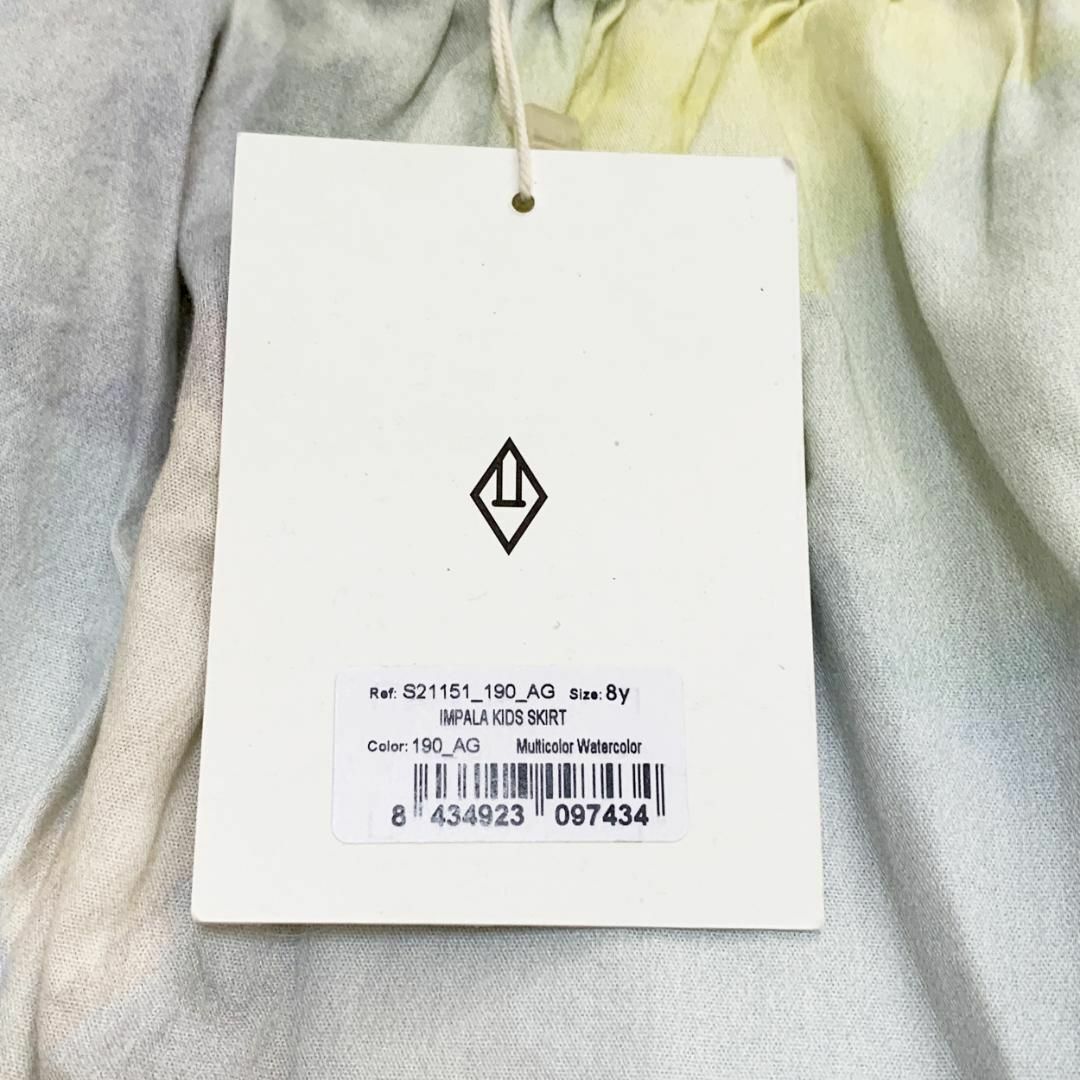 Ref: S21151_190_AG Size: 8y
IMPALA KIDS SKIRT
Color: 190_AG Multicolor Watercolor
8 434923 097434